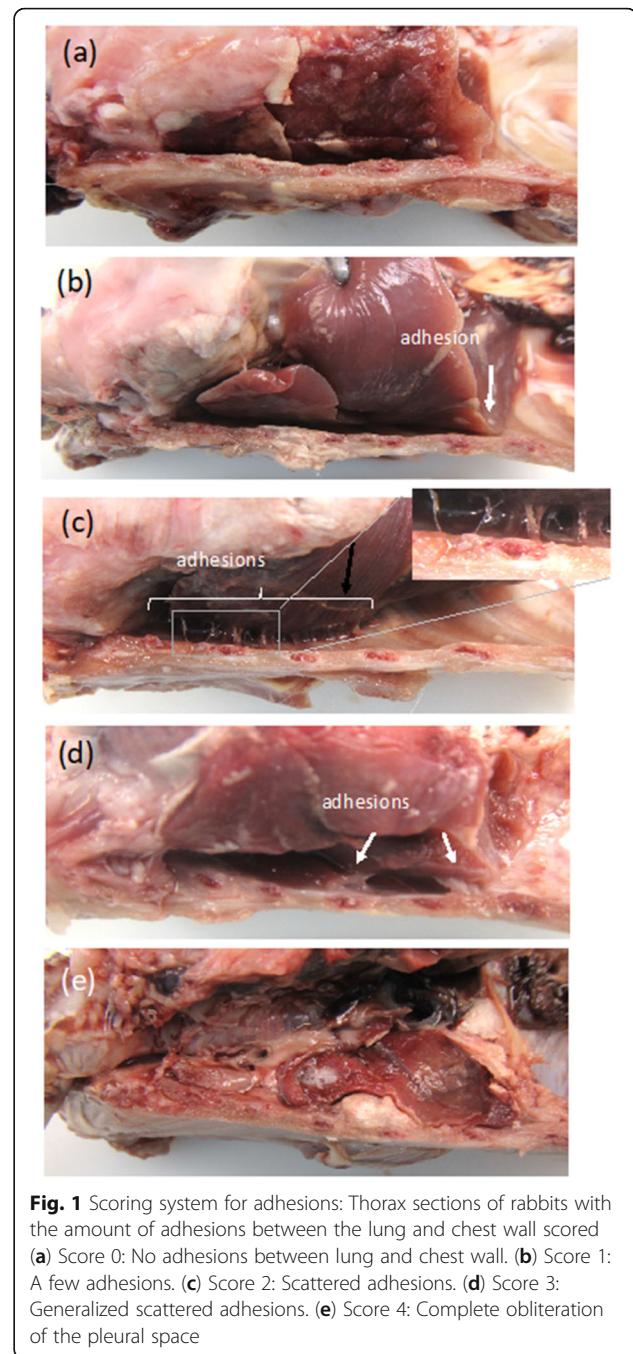 (a)
(b)
adhesion
(c)
adhesions
(d)
adhesions
(e)
Fig. 1 Scoring system for adhesions: Thorax sections of rabbits with
the amount of adhesions between the lung and chest wall scored
(a) Score 0: No adhesions between lung and chest wall. (b) Score 1:
A few adhesions. (c) Score 2: Scattered adhesions. (d) Score 3:
Generalized scattered adhesions. (e) Score 4: Complete obliteration
of the pleural space